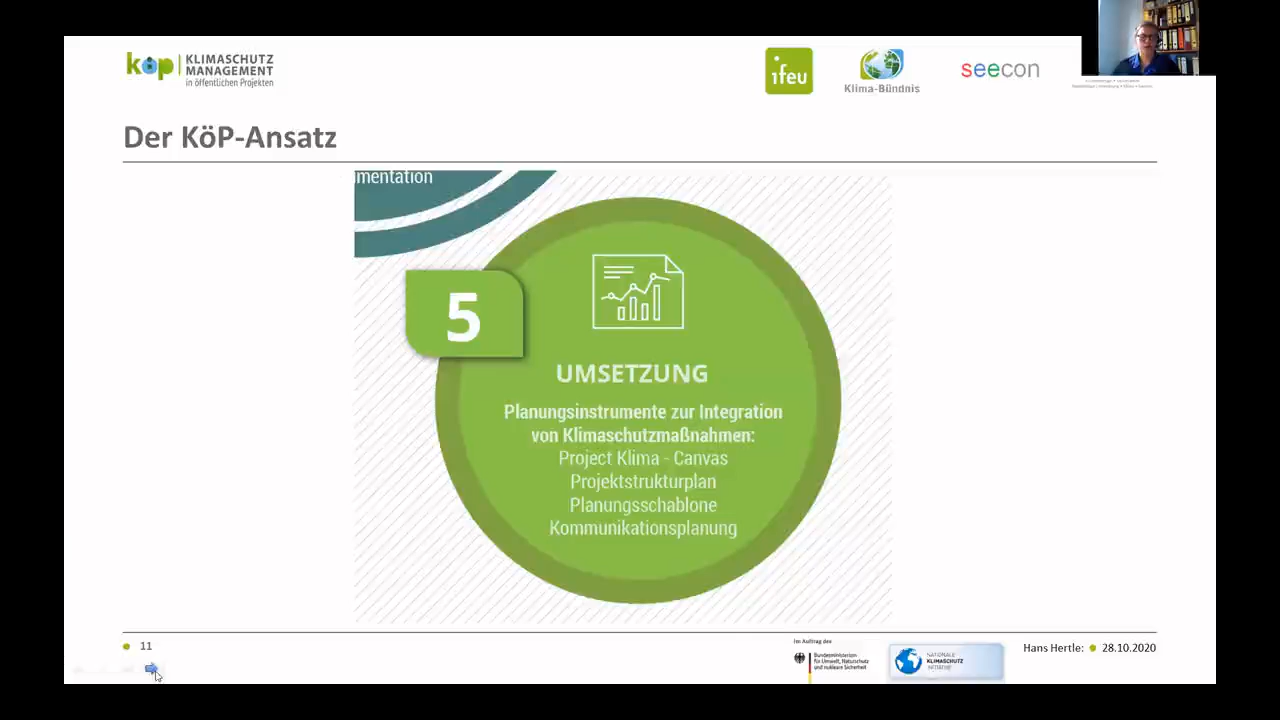 köp KLIMASCHUTZ
MANAGEMENT
in öffentlichen Projekten
ifeu
Klima-Bündnis
seecon
Der KöP-Ansatz
mentation
5
UMSETZUNG
Planungsinstrumente zur Integration
von Klimaschutzmaßnahmen:
Project Klima - Canvas
Projektstrukturplan
Planungsschablone
Kommunikationsplanung
11
Im Auftrag des
Bundesministerium
für Umwelt, Naturschutz
und nukleare Sicherheit
NATIONALE
KLIMASCHUTZ
INITIATIVE
Hans Hertle: 28.10.2020